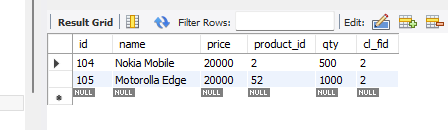 Result Grid Filter Rows: Edit:
id name price product_id qty cl_fid
104 Nokia Mobile 20000 2 500 2
105 Motorolla Edge 20000 52 1000 2
NULL NULL NULL NULL NULL NULL